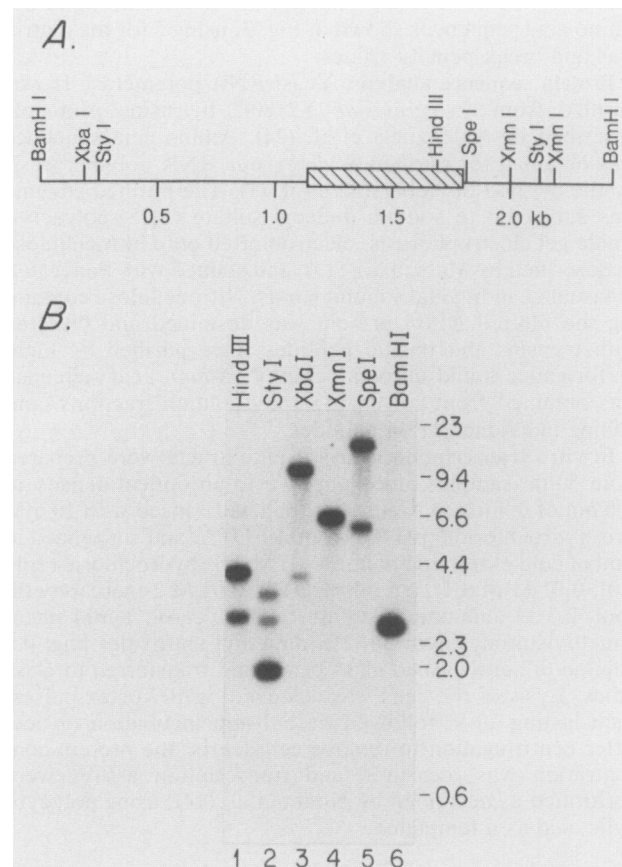 A.
BamH I
Xba I
Sty I
Hind III
Spe I
Xmn I
Sty I
Xmn I
BamH I
0.5
1.0
1.5
2.0 kb
B.
Hind III
Sty I
Xba I
Xmn I
Spe I
BamH I
23
9.4
6.6
4.4
2.3
2.0
0.6
1 2 3 4 5 6